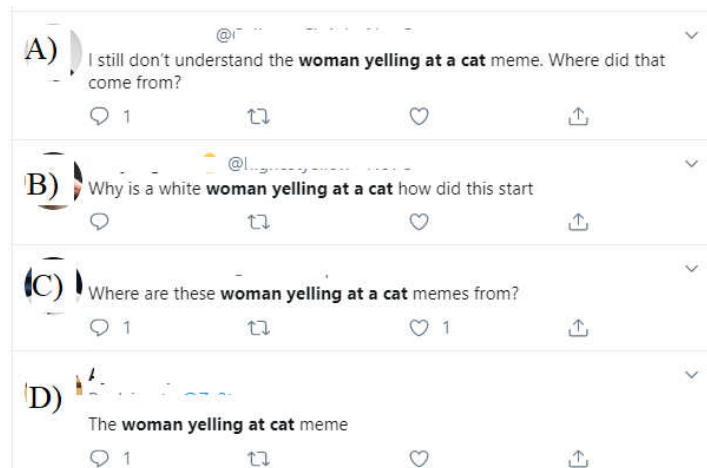 A)
I still don't understand the woman yelling at a cat meme. Where did that
come from?
1
B)
Why is a white woman yelling at a cat how did this start
C)
Where are these woman yelling at a cat memes from?
1 1
D)
The woman yelling at cat meme
1